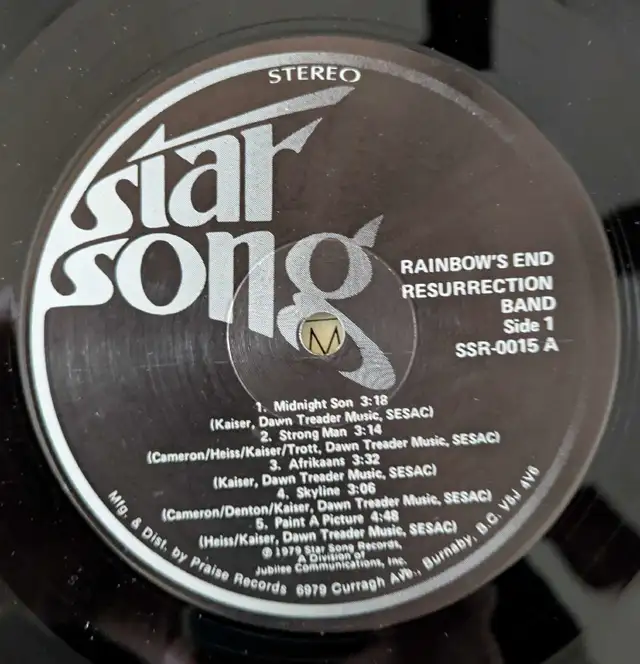 STEREO
star
song
RAINBOW'S END
RESURRECTION
BAND
Side 1
SSR-0015 A
M
1. Midnight Son 3:18
(Kaiser, Dawn Treader Music, SESAC)
2. Strong Man 3:14
(Cameron/Heiss/Kaiser/Trott, Dawn Treader Music, SESAC)
3. Afrikaans 3:32
(Kaiser, Dawn Treader Music, SESAC)
4. Skyline 3:06
(Cameron/Denton/Kaiser, Dawn Treader Music, SESAC)
5. Paint A Picture 4:48
(Heiss/Kaiser, Dawn Treader Music, SESAC)
© 1979 Star Song Records,
A Division of
Jubilee Communications, Inc.
Mfg. & Dist. by Praise Records 6979 Curragh AVE., Burnaby, B.C. V5J 4V6